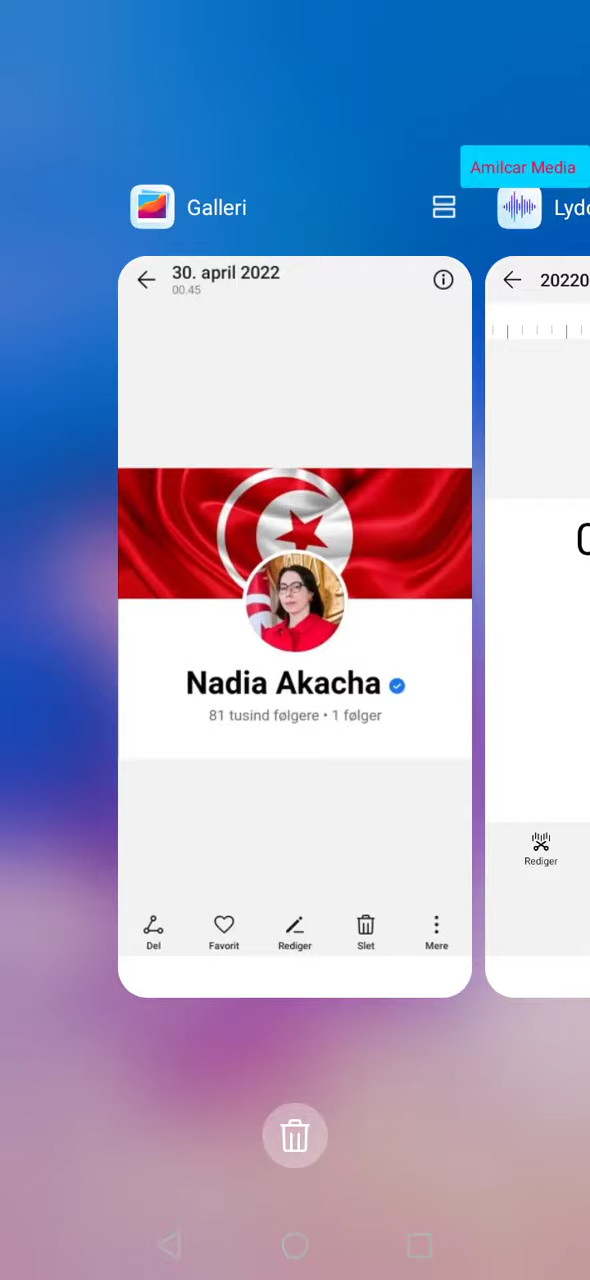 Amilcar Media
Galleri
30. april 2022
00.45
20220
Nadia Akacha
81 tusind følgere • 1 følger
Rediger
Del
Favorit
Rediger
Slet
Mere